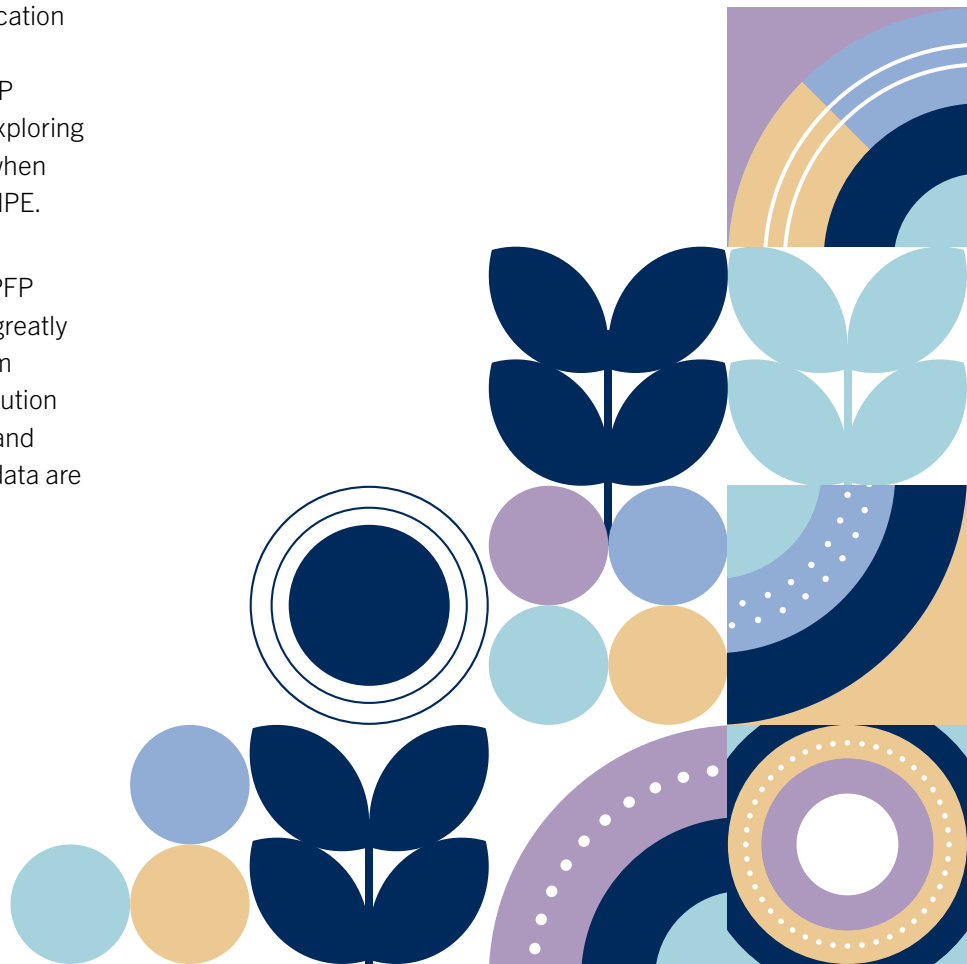 cation
P
xploring
when
IPE.
PFP
greatly
m
ution
and
data are